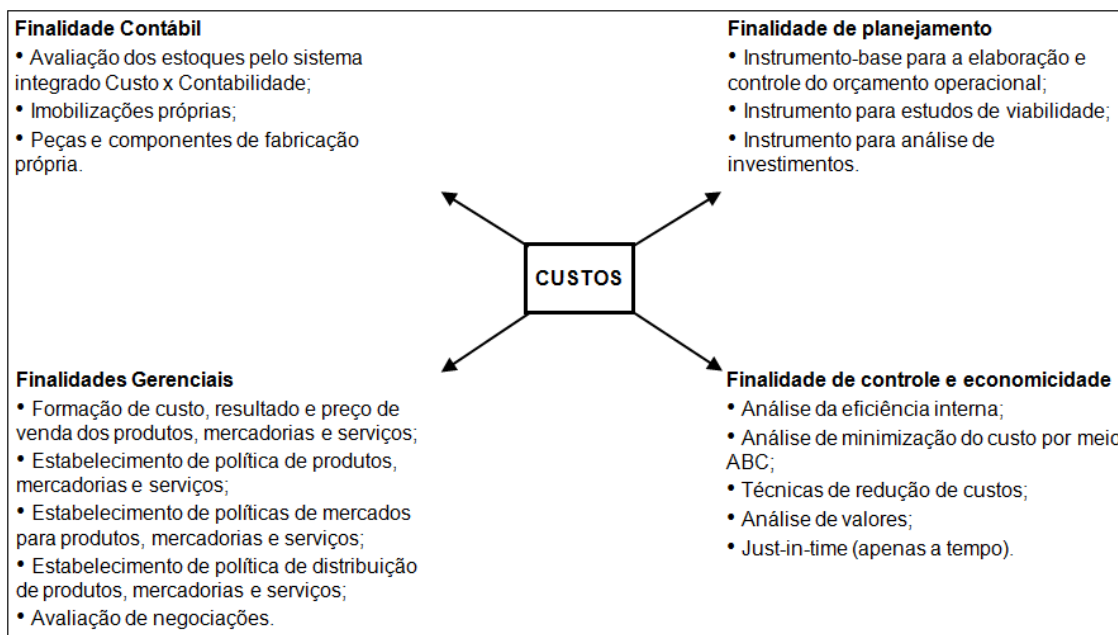 Finalidade Contábil
• Avaliação dos estoques pelo sistema
integrado Custo x Contabilidade;
• Imobilizações próprias;
• Peças e componentes de fabricação
própria.
Finalidade de planejamento
• Instrumento-base para a elaboração e
controle do orçamento operacional;
• Instrumento para estudos de viabilidade;
• Instrumento para análise de
investimentos.
CUSTOS
Finalidades Gerenciais
• Formação de custo, resultado e preço de
venda dos produtos, mercadorias e serviços;
• Estabelecimento de política de produtos,
mercadorias e serviços;
• Estabelecimento de políticas de mercados
para produtos, mercadorias e serviços;
• Estabelecimento de política de distribuição
de produtos, mercadorias e serviços;
• Avaliação de negociações.
Finalidade de controle e economicidade
• Análise da eficiência interna;
• Análise de minimização do custo por meio
ABC;
• Técnicas de redução de custos;
• Análise de valores;
• Just-in-time (apenas a tempo).